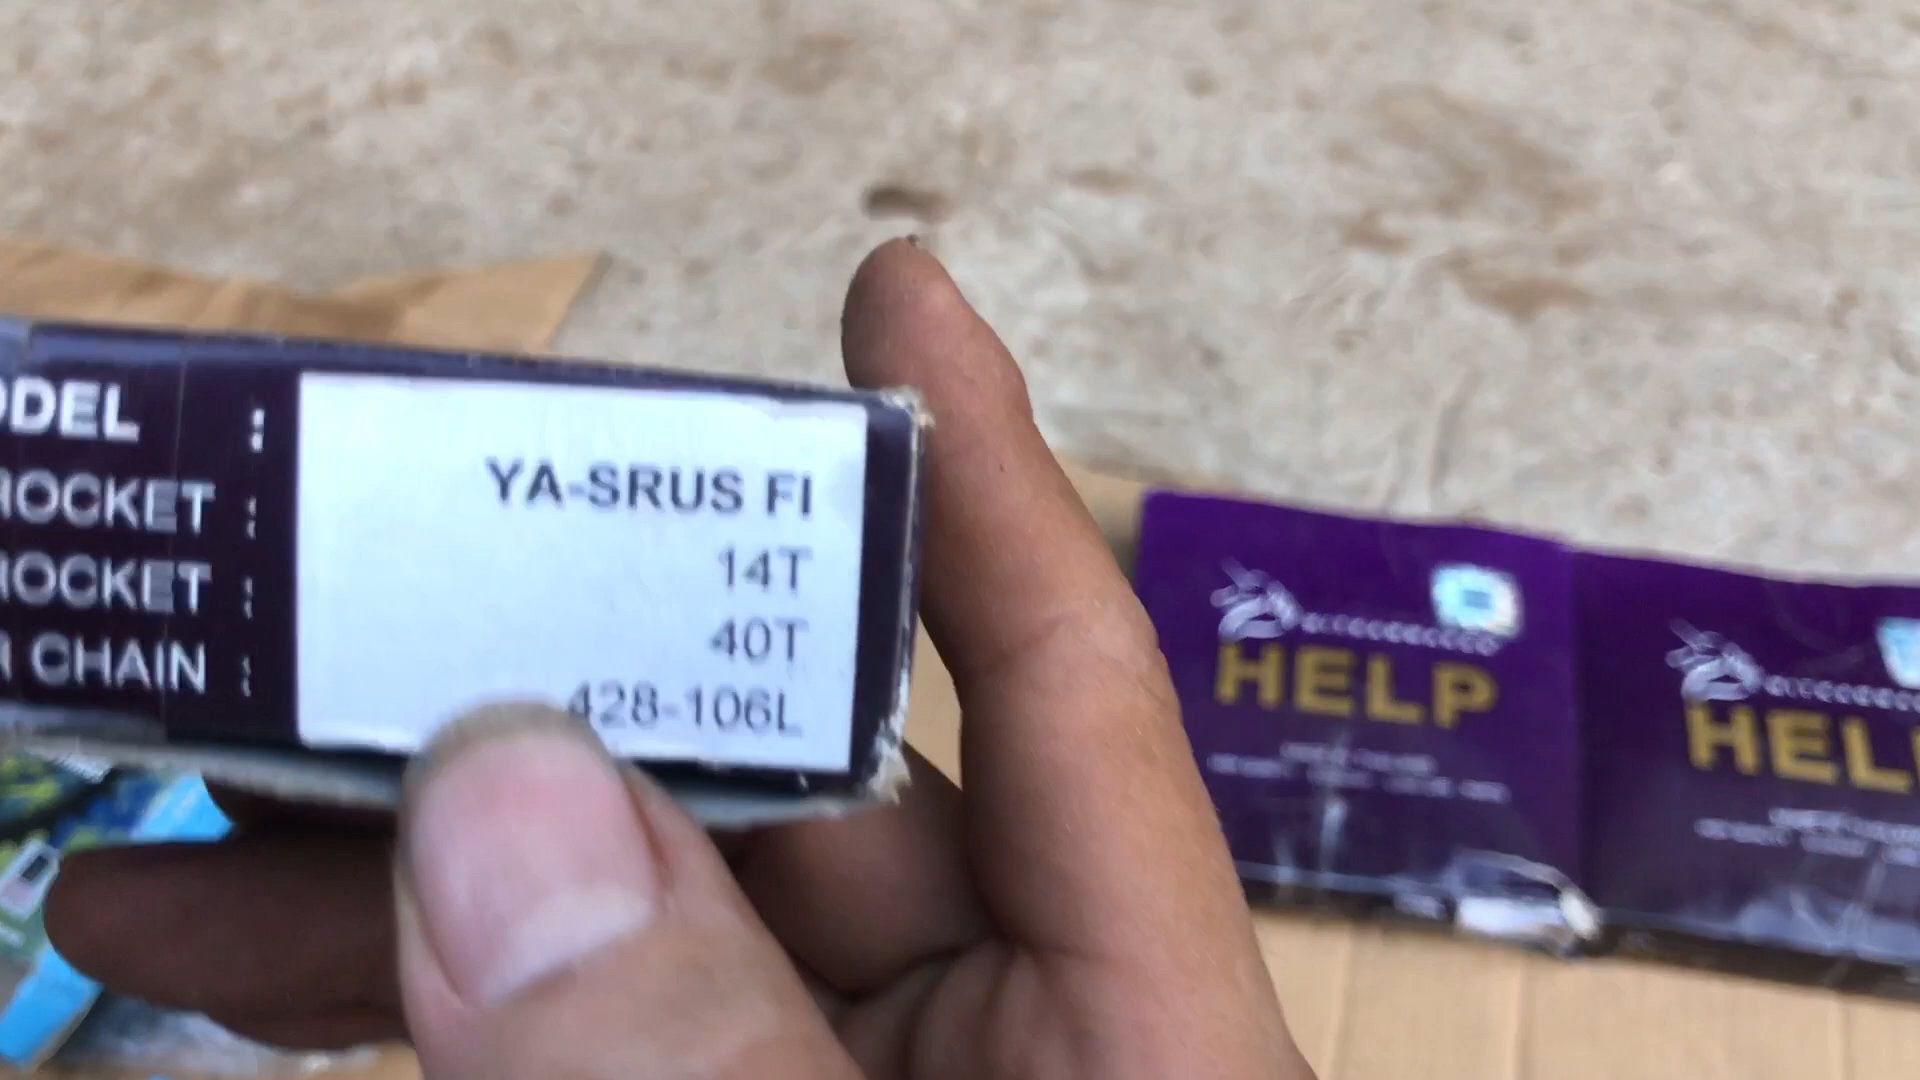 ODEL : YA-SRUS FI
ROCKET : 14T
ROCKET : 40T
R CHAIN : 428-106L
HELP
HEL